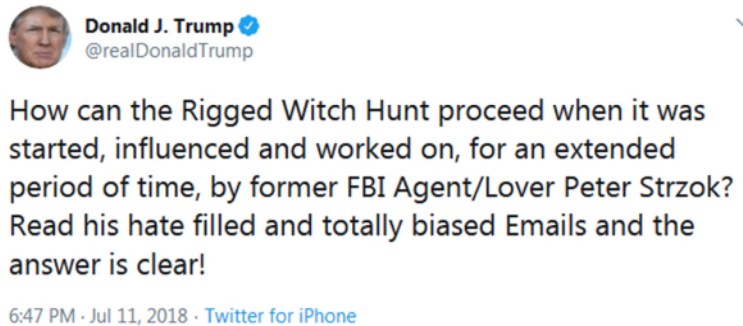 Donald J. Trump
@realDonaldTrump
How can the Rigged Witch Hunt proceed when it was
started, influenced and worked on, for an extended
period of time, by former FBI Agent/Lover Peter Strzok?
Read his hate filled and totally biased Emails and the
answer is clear!
6:47 PM · Jul 11, 2018 · Twitter for iPhone